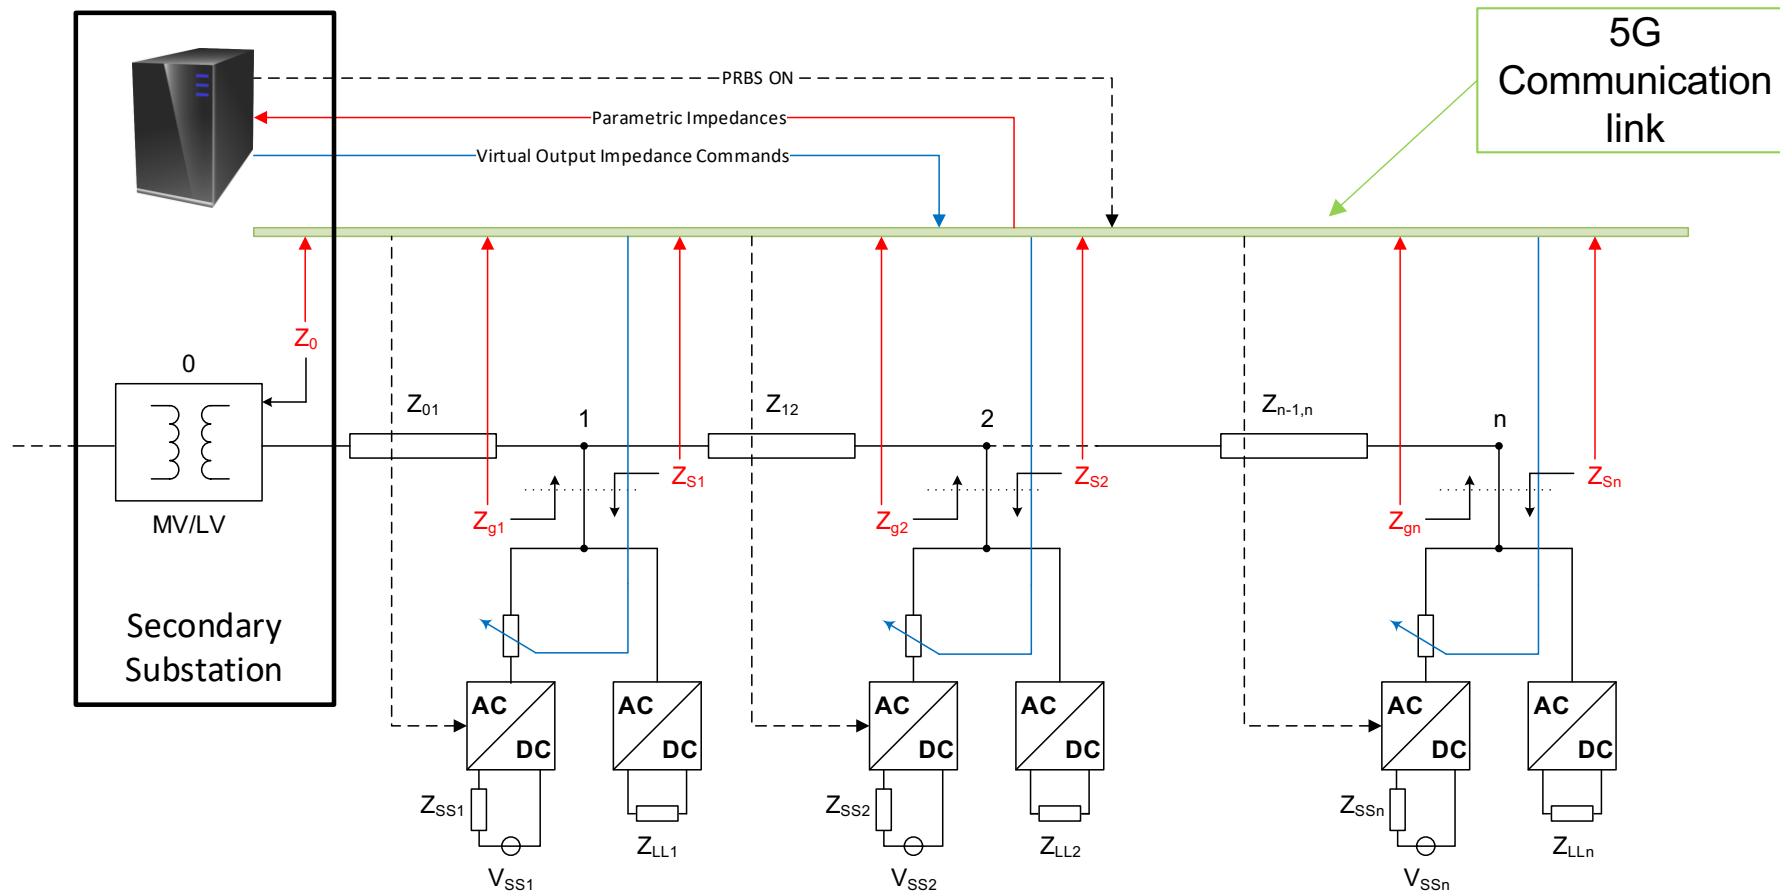 5G
Communication
link
PRBS ON
Parametric Impedances
Virtual Output Impedance Commands
Z0
0
Z01
1
Z12
2
Zn-1,n
n
MV/LV
Zg1
ZS1
Zg2
ZS2
Zgn
ZSn
Secondary
Substation
AC
DC
AC
DC
AC
DC
AC
DC
AC
DC
AC
DC
ZSS1
ZLL1
VSS1
ZSS2
ZLL2
VSS2
ZSSn
ZLLn
VSSn